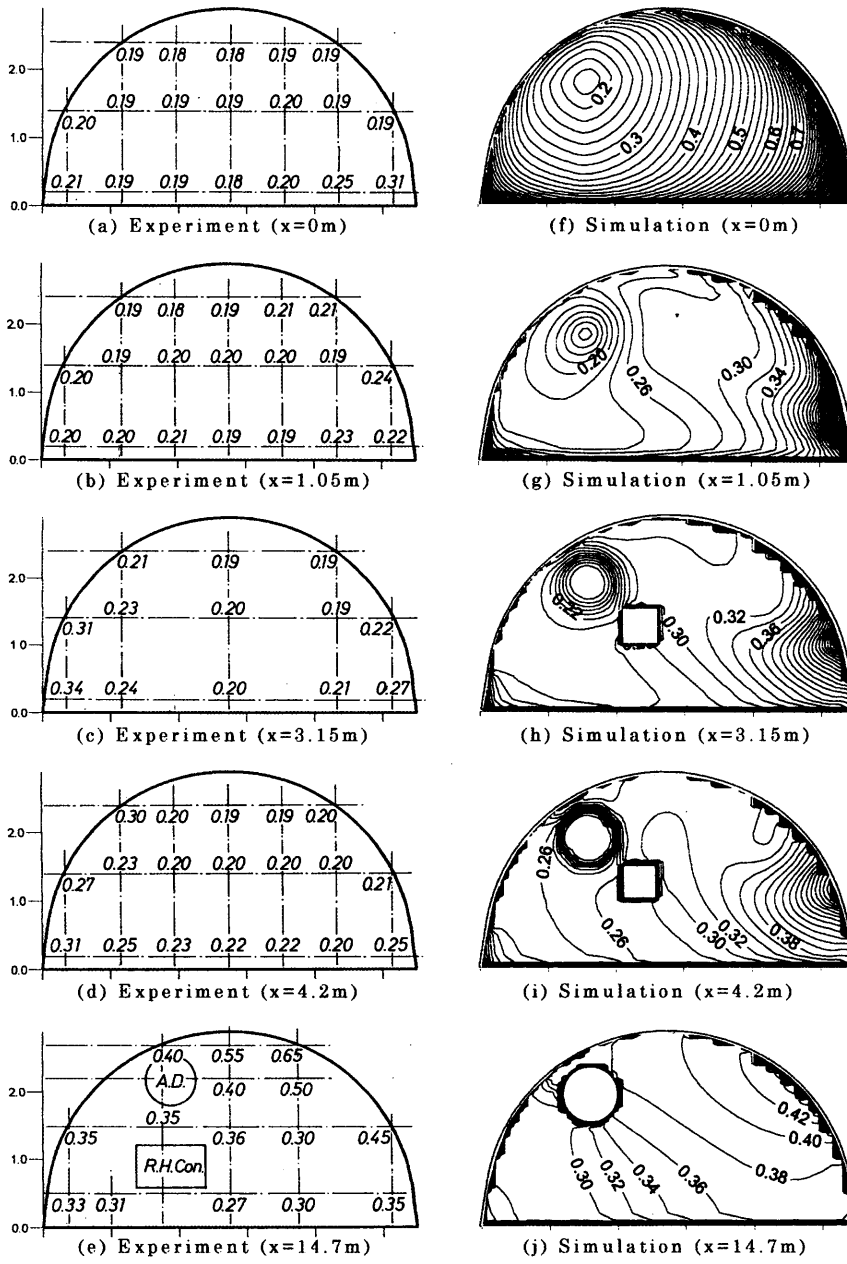 0.19 0.18 0.18 0.19 0.19
2.0
0.19 0.19 0.19 0.20 0.19
0.20 0.19
1.0
0.21 0.19 0.19 0.18 0.20 0.25 0.31
0.0
(a) Experiment (x=0m)
0.2
0.3 0.4 0.5 0.6 0.7
(f) Simulation (x=0m)
0.19 0.18 0.19 0.21 0.21
2.0
0.19 0.20 0.20 0.20 0.19
0.20 0.24
1.0
0.20 0.20 0.21 0.19 0.19 0.23 0.22
0.0
(b) Experiment (x=1.05m)
0.20 0.26 0.30 0.34
(g) Simulation (x=1.05m)
0.21 0.19 0.19
2.0
0.23 0.20 0.19
0.31 0.22
1.0
0.34 0.24 0.20 0.21 0.27
0.0
(c) Experiment (x=3.15m)
0.22 0.30 0.32 0.36
(h) Simulation (x=3.15m)
0.30 0.20 0.19 0.19 0.20
2.0
0.23 0.20 0.20 0.20 0.20
0.27 0.21
1.0
0.31 0.25 0.23 0.22 0.22 0.20 0.25
0.0
(d) Experiment (x=4.2m)
0.26
0.26 0.30 0.32 0.38
(i) Simulation (x=4.2m)
0.40 0.55 0.65
A.D. 0.40 0.50
2.0
0.35
0.35 0.36 0.30 0.45
R.H.Con.
1.0
0.33 0.31 0.27 0.30 0.35
0.0
(e) Experiment (x=14.7m)
0.42
0.40
0.30 0.32 0.34 0.36 0.38
(j) Simulation (x=14.7m)